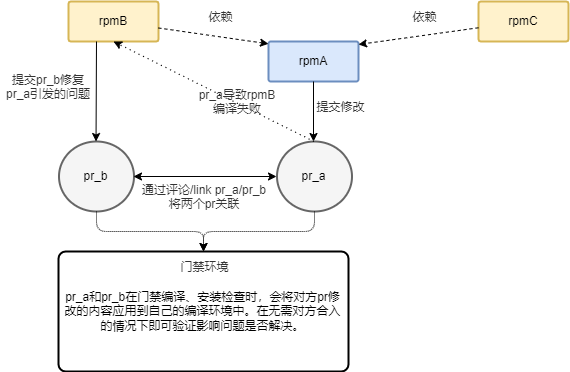 rpmB
依赖
依赖
rpmC
rpmA
提交pr_b修复
pr_a引发的问题
pr_a导致rpmB
编译失败
提交修改
pr_b
pr_a
通过评论/link pr_a/pr_b
将两个pr关联
门禁环境
pr_a和pr_b在门禁编译、安装检查时，会将对方pr修
改的内容应用到自己的编译环境中。在无需对方合入
的情况下即可验证影响问题是否解决。